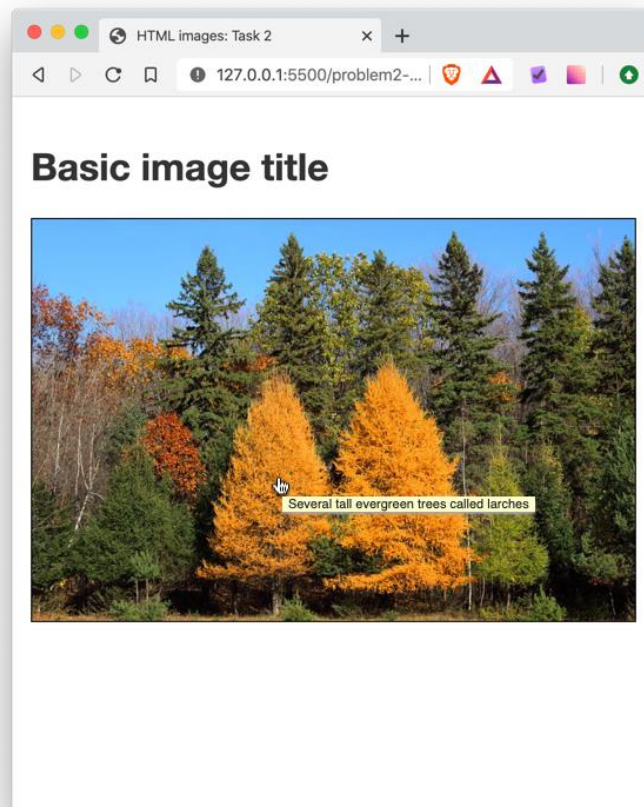 HTML images: Task 2
127.0.0.1:5500/problem2-...
Basic image title
Several tall evergreen trees called larches